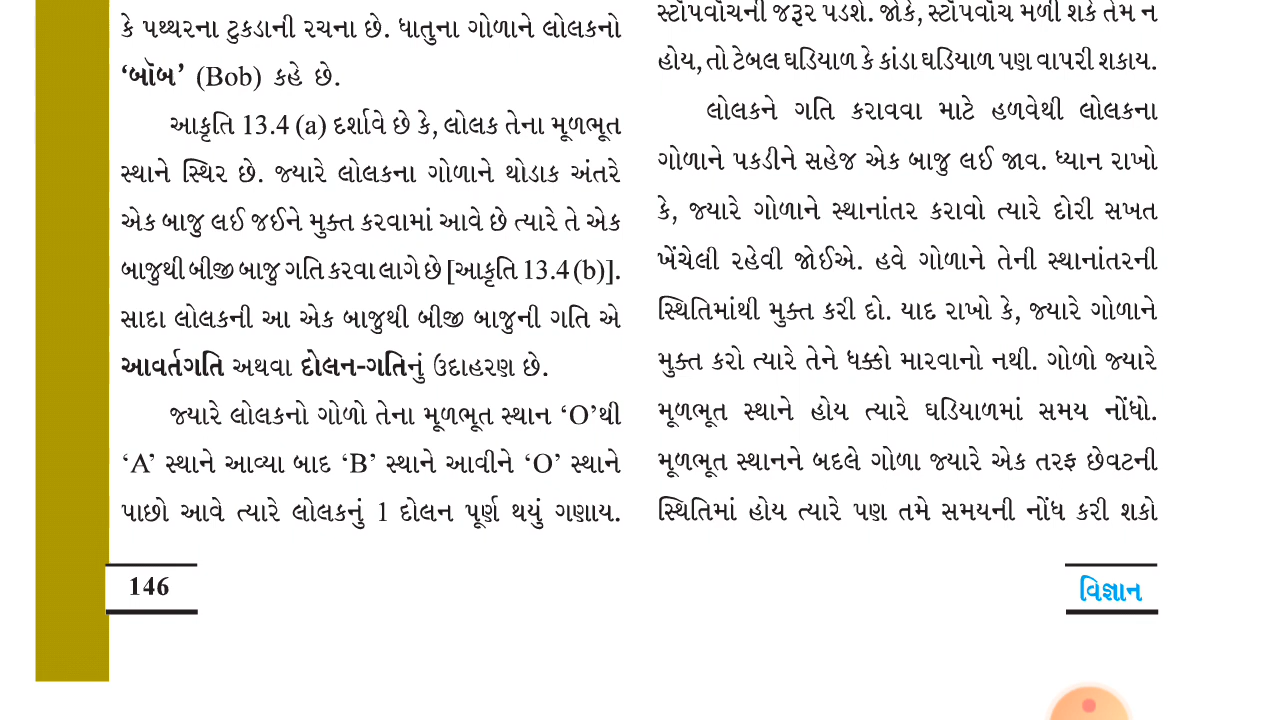 કે પથ્થરના ટુકડાની રચના છે. ધાતુના ગોળાને લોલકનો
‘બૉબ’ (Bob) કહે છે.
આકૃતિ 13.4 (a) દર્શાવે છે કે, લોલક તેના મૂળભૂત
સ્થાને સ્થિર છે. જ્યારે લોલકના ગોળાને થોડાક અંતરે
એક બાજુ લઈ જઈને મુક્ત કરવામાં આવે છે ત્યારે તે એક
બાજુથી બીજી બાજુ ગતિ કરવા લાગે છે [આકૃતિ 13.4 (b)].
સાદા લોલકની આ એક બાજુથી બીજી બાજુની ગતિ એ
આવર્તગતિ અથવા દોલન-ગતિનું ઉદાહરણ છે.
જ્યારે લોલકનો ગોળો તેના મૂળભૂત સ્થાન ‘O’થી
‘A’ સ્થાને આવ્યા બાદ ‘B’ સ્થાને આવીને ‘O’ સ્થાને
પાછો આવે ત્યારે લોલકનું 1 દોલન પૂર્ણ થયું ગણાય.
સ્ટૉપવૉચની જરૂર પડશે. જોકે, સ્ટૉપવૉચ મળી શકે તેમ ન
હોય, તો ટેબલ ઘડિયાળ કે કાંડા ઘડિયાળ પણ વાપરી શકાય.
લોલકને ગતિ કરાવવા માટે હળવેથી લોલકના
ગોળાને પકડીને સહેજ એક બાજુ લઈ જાવ. ધ્યાન રાખો
કે, જ્યારે ગોળાને સ્થાનાંતર કરાવો ત્યારે દોરી સખત
ખેંચેલી રહેવી જોઈએ. હવે ગોળાને તેની સ્થાનાંતરની
સ્થિતિમાંથી મુક્ત કરી દો. યાદ રાખો કે, જ્યારે ગોળાને
મુક્ત કરો ત્યારે તેને ધક્કો મારવાનો નથી. ગોળો જ્યારે
મૂળભૂત સ્થાને હોય ત્યારે ઘડિયાળમાં સમય નોંધો.
મૂળભૂત સ્થાનને બદલે ગોળા જ્યારે એક તરફ છેવટની
સ્થિતિમાં હોય ત્યારે પણ તમે સમયની નોંધ કરી શકો
146
વિજ્ઞાન